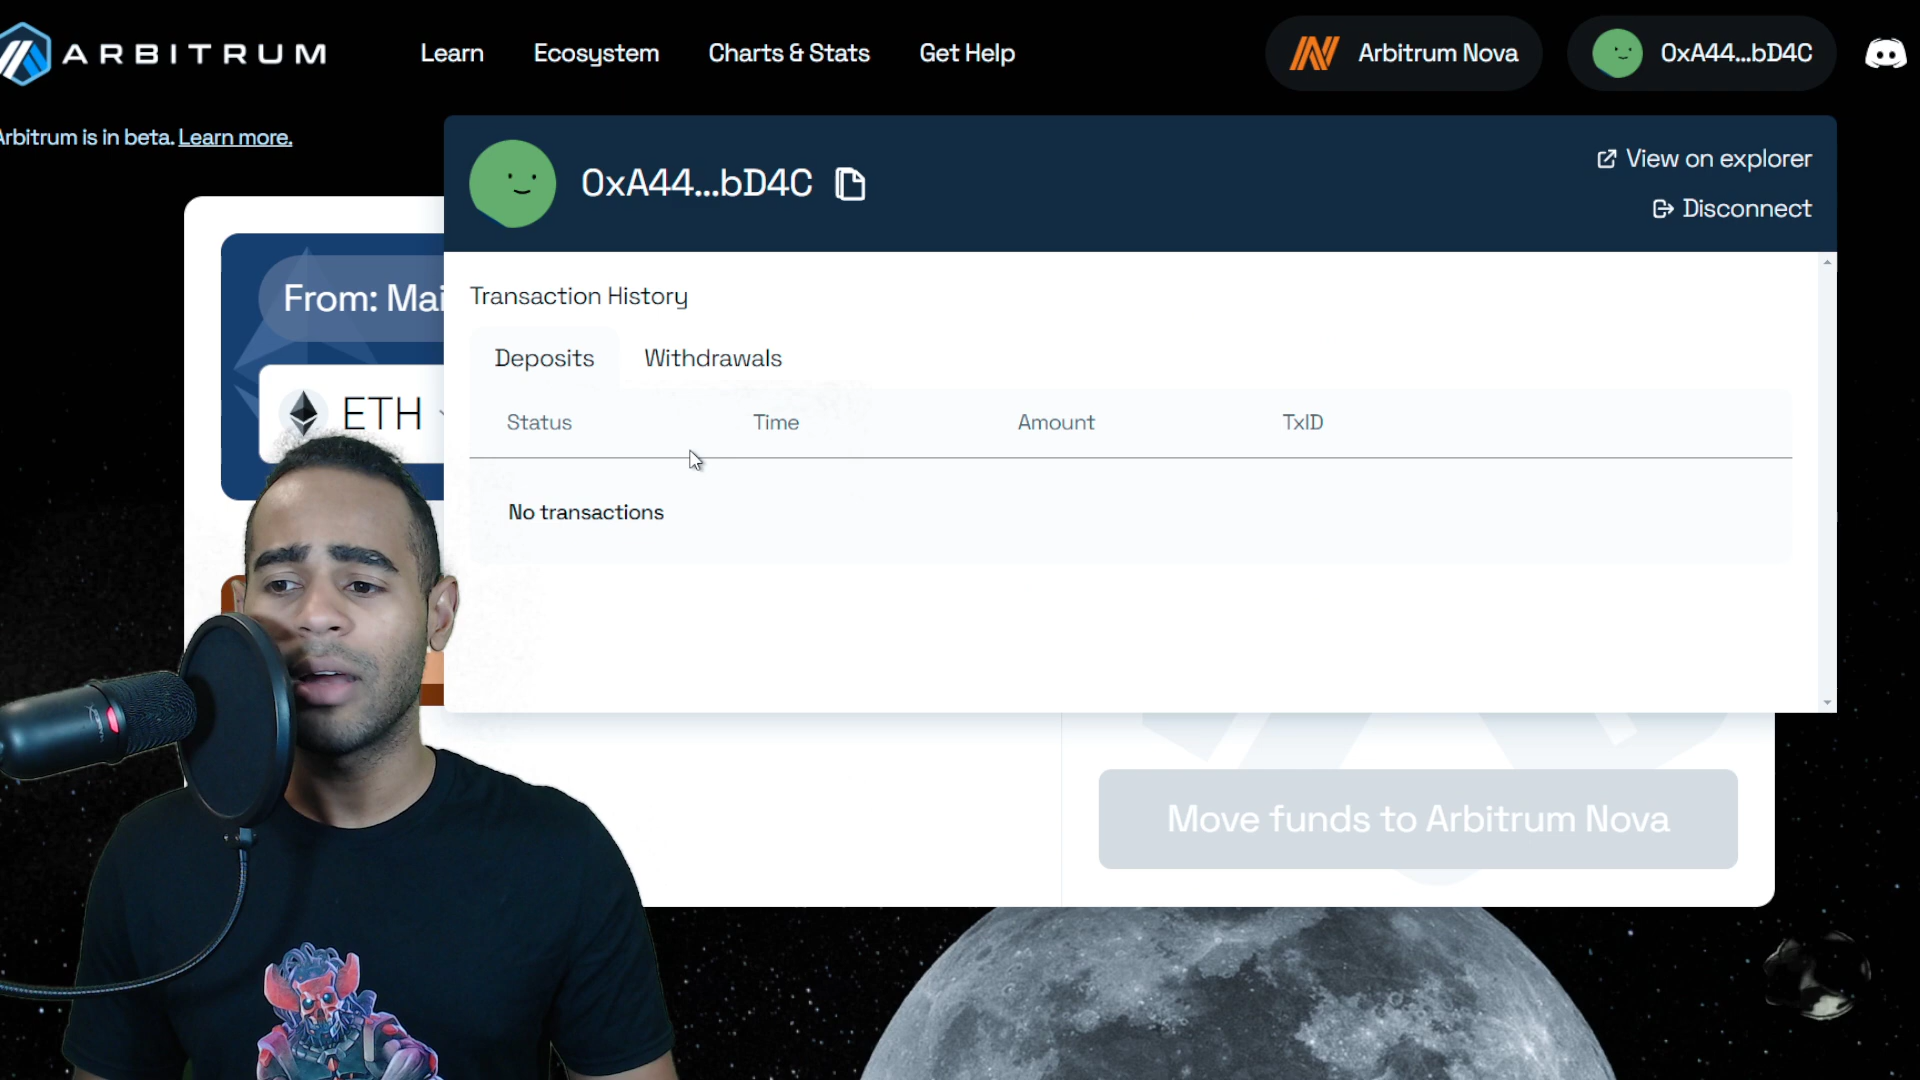 ARBITRUM
Learn
Ecosystem
Charts & Stats
Get Help
Arbitrum Nova
0xA44...bD4C
Arbitrum is in beta. Learn more.
0xA44...bD4C
View on explorer
Disconnect
From: Mai
Transaction History
Deposits
Withdrawals
ETH
Status
Time
Amount
TxID
No transactions
Move funds to Arbitrum Nova